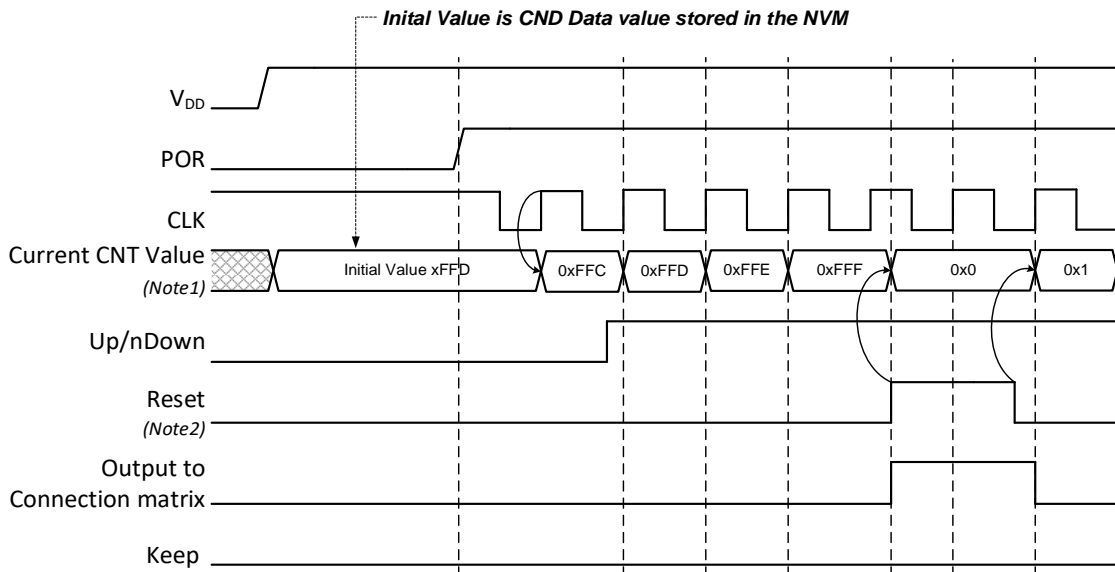 Inital Value is CND Data value stored in the NVM
VDD
POR
CLK
Current CNT Value
(Note1)
Initial Value xFFD
0xFFC
0xFFD
0xFFE
0xFFF
0x0
0x1
Up/nDown
Reset
(Note2)
Output to
Connection matrix
Keep